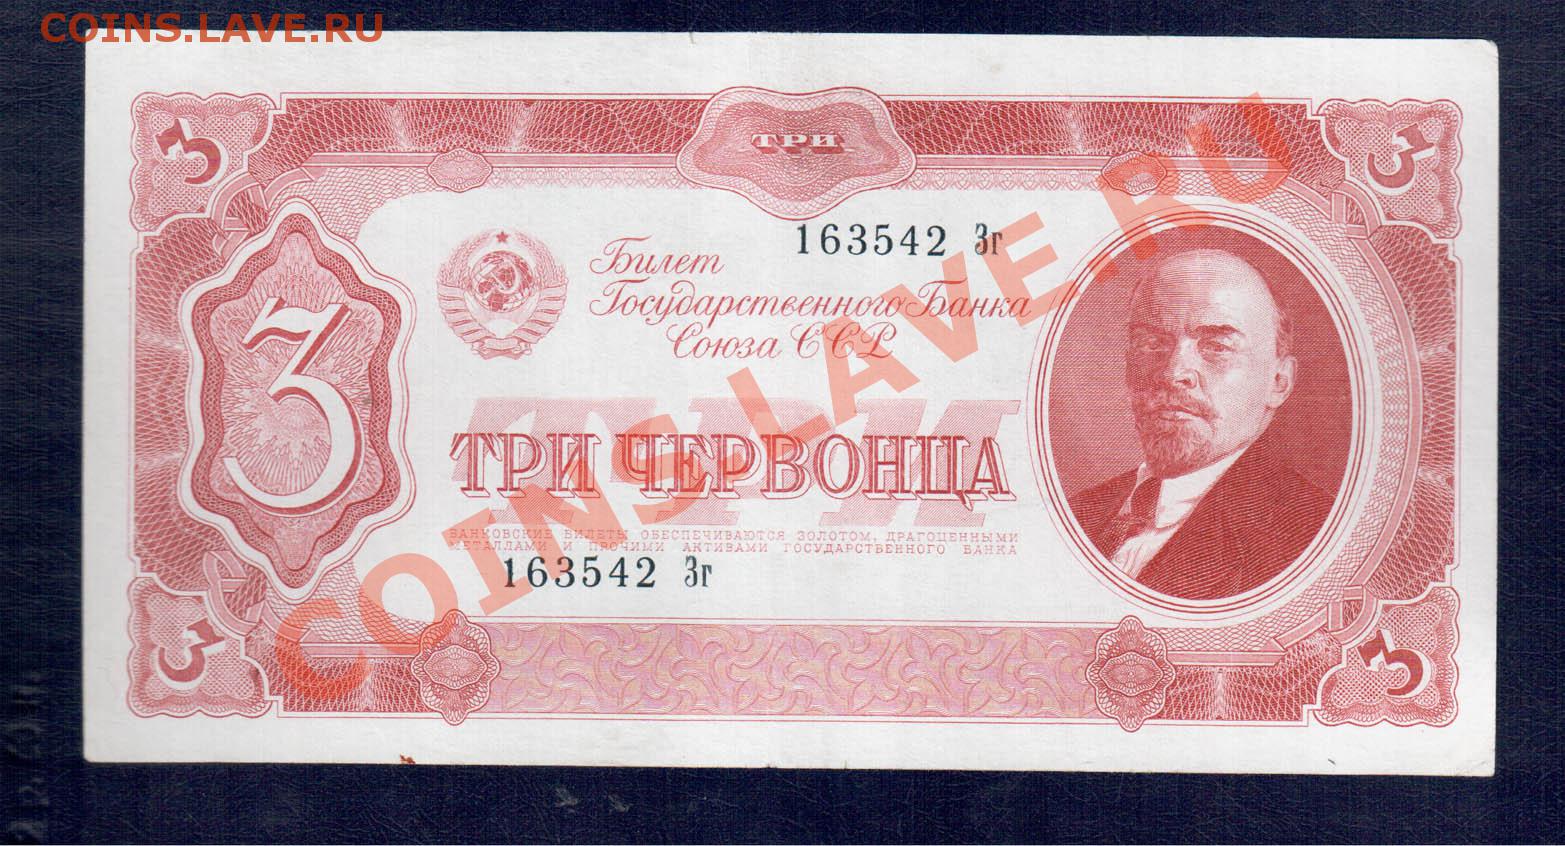 COINS.LAVE.RU
ТРИ
3
3
163542 Зг
Билет
Государственного Банка
Союза ССР
3
ТРИ
ТРИ ЧЕРВОНЦА
БАНКОВСКИЕ БИЛЕТЫ ОБЕСПЕЧИВАЮТСЯ ЗОЛОТОМ, ДРАГОЦЕННЫМИ
МЕТАЛЛАМИ И ПРОЧИМИ АКТИВАМИ ГОСУДАРСТВЕННОГО БАНКА
163542 Зг
3
3
COINS.LAVE.RU